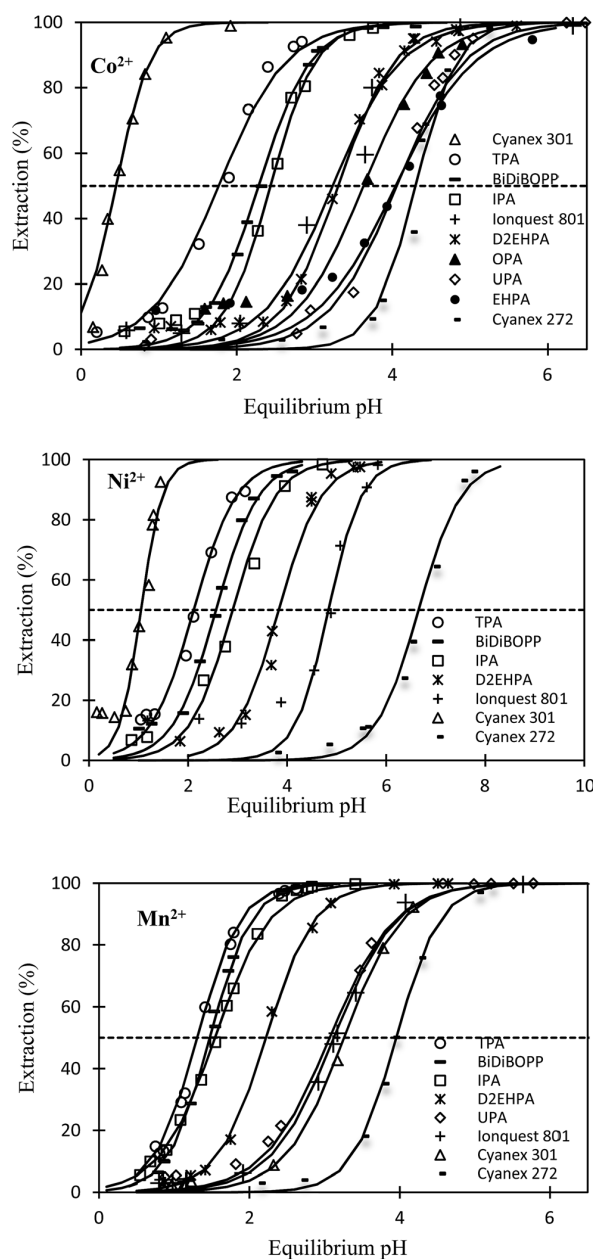 100
80
60
40
20
0
Extraction (%)
Co²⁺
Cyanex 301
TPA
BiDiBOPP
IPA
Ionquest 801
D2EHPA
OPA
UPA
EHPA
Cyanex 272
0
2
4
6
Equilibrium pH
100
80
60
40
20
0
Extraction (%)
Ni²⁺
TPA
BiDiBOPP
IPA
D2EHPA
Ionquest 801
Cyanex 301
Cyanex 272
0
2
4
6
8
10
Equilibrium pH
100
80
60
40
20
0
Extraction (%)
Mn²⁺
TPA
BiDiBOPP
IPA
D2EHPA
UPA
Ionquest 801
Cyanex 301
Cyanex 272
0
2
4
6
Equilibrium pH